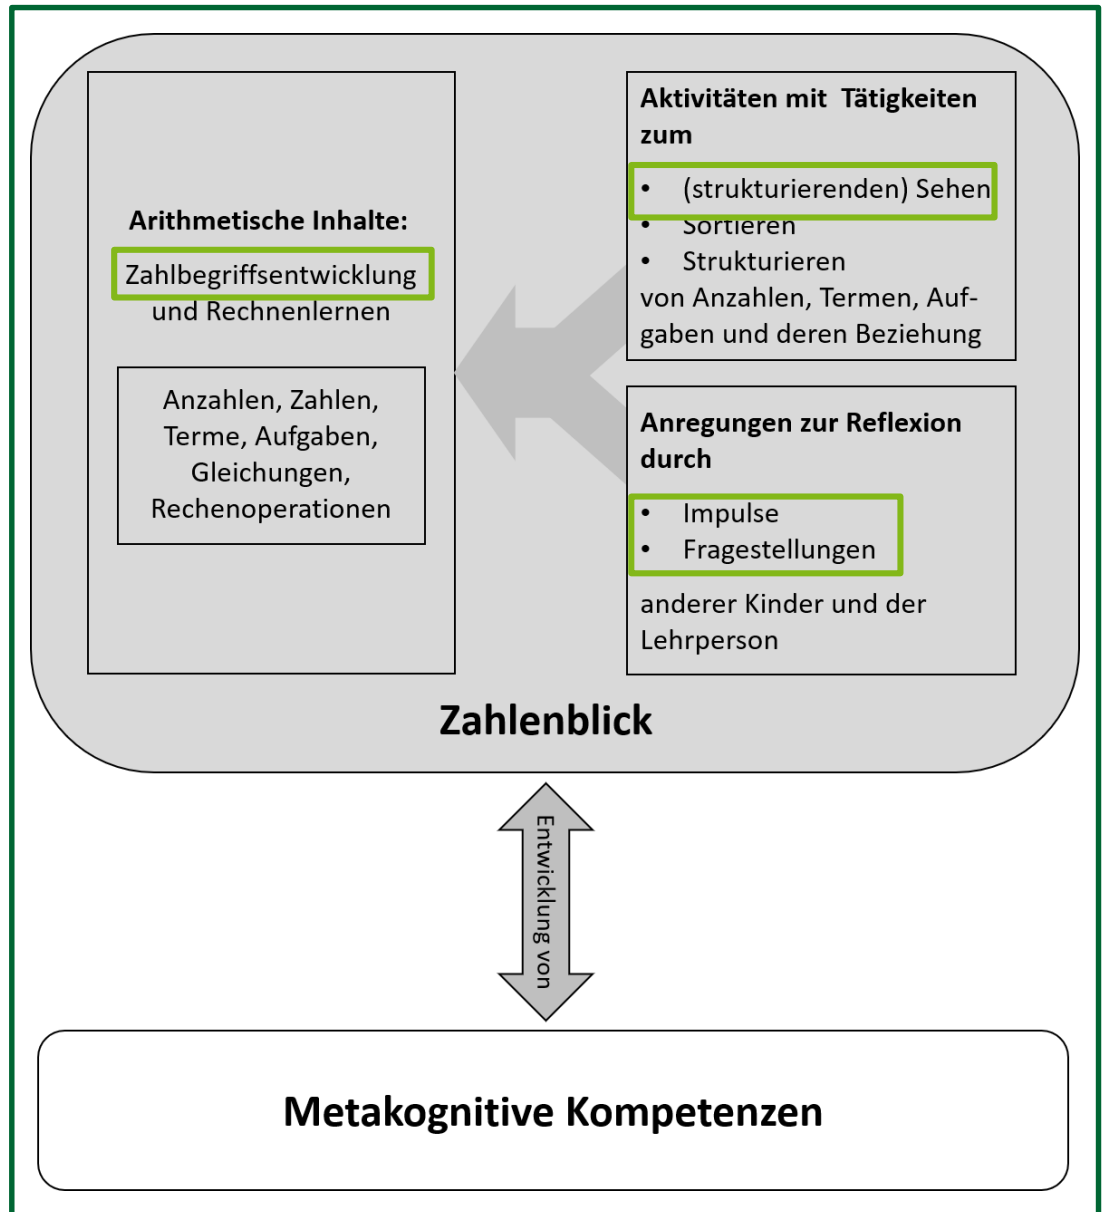 Arithmetische Inhalte:
Zahlbegriffsentwicklung
und Rechnenlernen
Anzahlen, Zahlen,
Terme, Aufgaben,
Gleichungen,
Rechenoperationen
Aktivitäten mit Tätigkeiten
zum
• (strukturierenden) Sehen
• Sortieren
• Strukturieren
von Anzahlen, Termen, Auf-
gaben und deren Beziehung
Anregungen zur Reflexion
durch
• Impulse
• Fragestellungen
anderer Kinder und der
Lehrperson
Zahlenblick
Entwicklung von
Metakognitive Kompetenzen